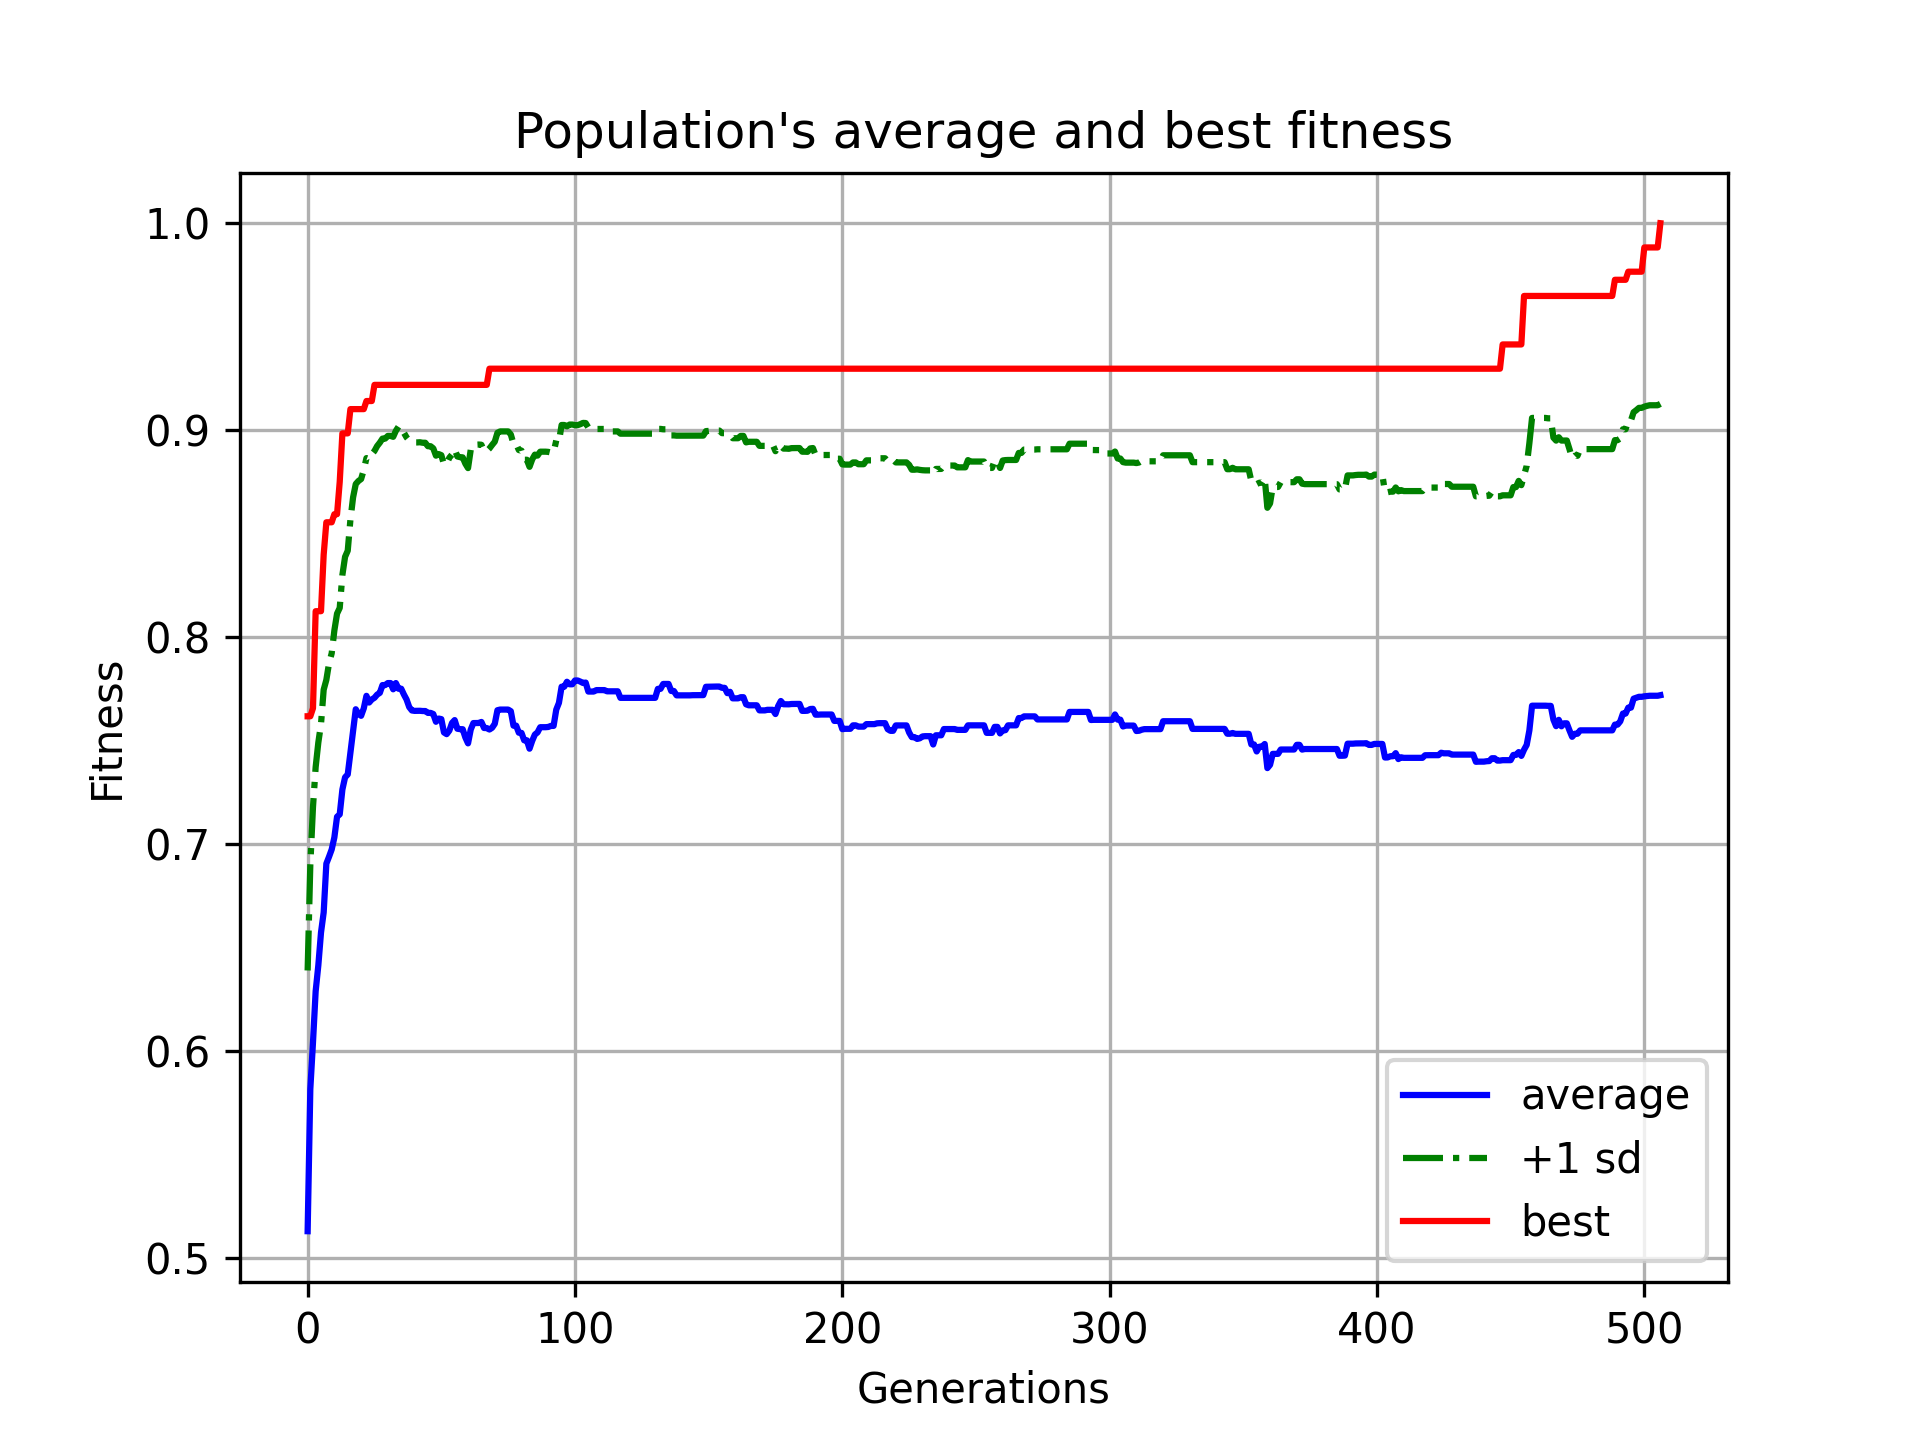 Population's average and best fitness
1.0
0.9
0.8
0.7
0.6
0.5
Fitness
average
+1 sd
best
0 100 200 300 400 500
Generations